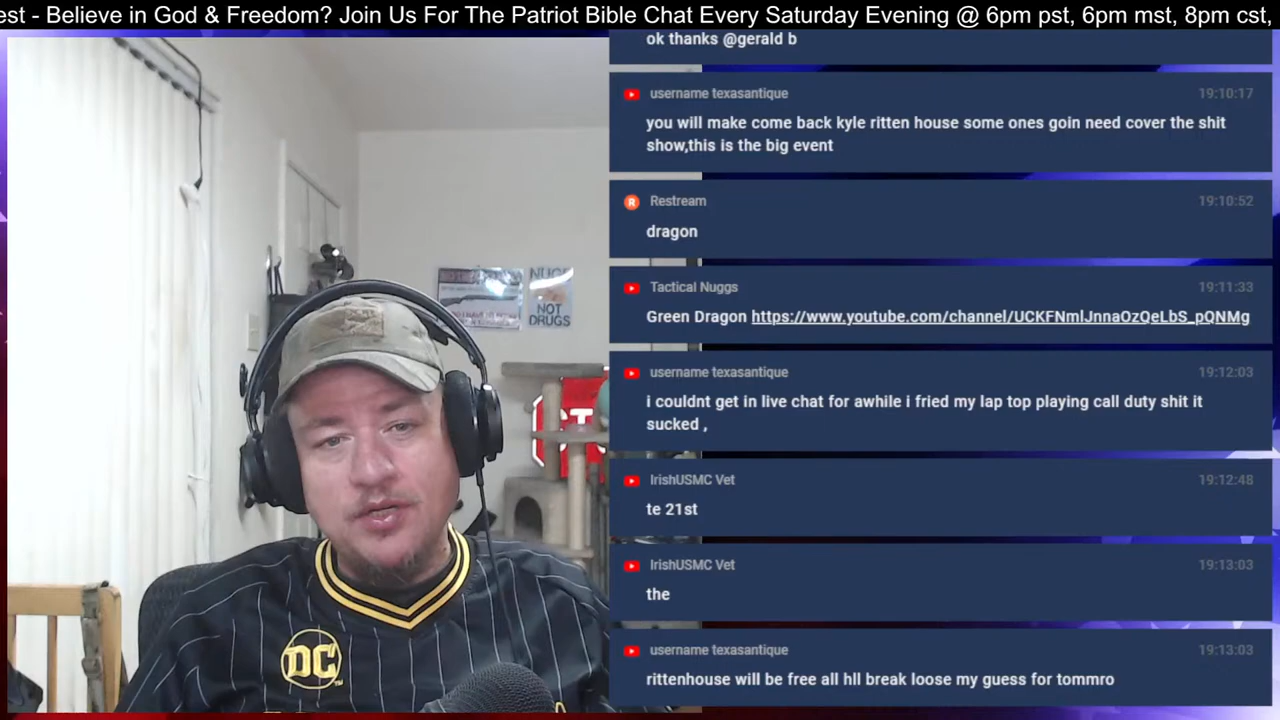 est - Believe in God & Freedom? Join Us For The Patriot Bible Chat Every Saturday Evening @ 6pm pst, 6pm mst, 8pm cst,
ok thanks @gerald b
username texasantique 19:10:17
you will make come back kyle ritten house some ones goin need cover the shit
show,this is the big event
Restream 19:10:52
dragon
Tactical Nuggs 19:11:33
Green Dragon https://www.youtube.com/channel/UCKFNmlJnnaOzQeLbS_pQNMg
username texasantique 19:12:03
i couldnt get in live chat for awhile i fried my lap top playing call duty shit it
sucked ,
IrishUSMC Vet 19:12:48
te 21st
IrishUSMC Vet 19:13:03
the
username texasantique 19:13:03
rittenhouse will be free all hll break loose my guess for tommro
NUGS
NOT
DRUGS
DC